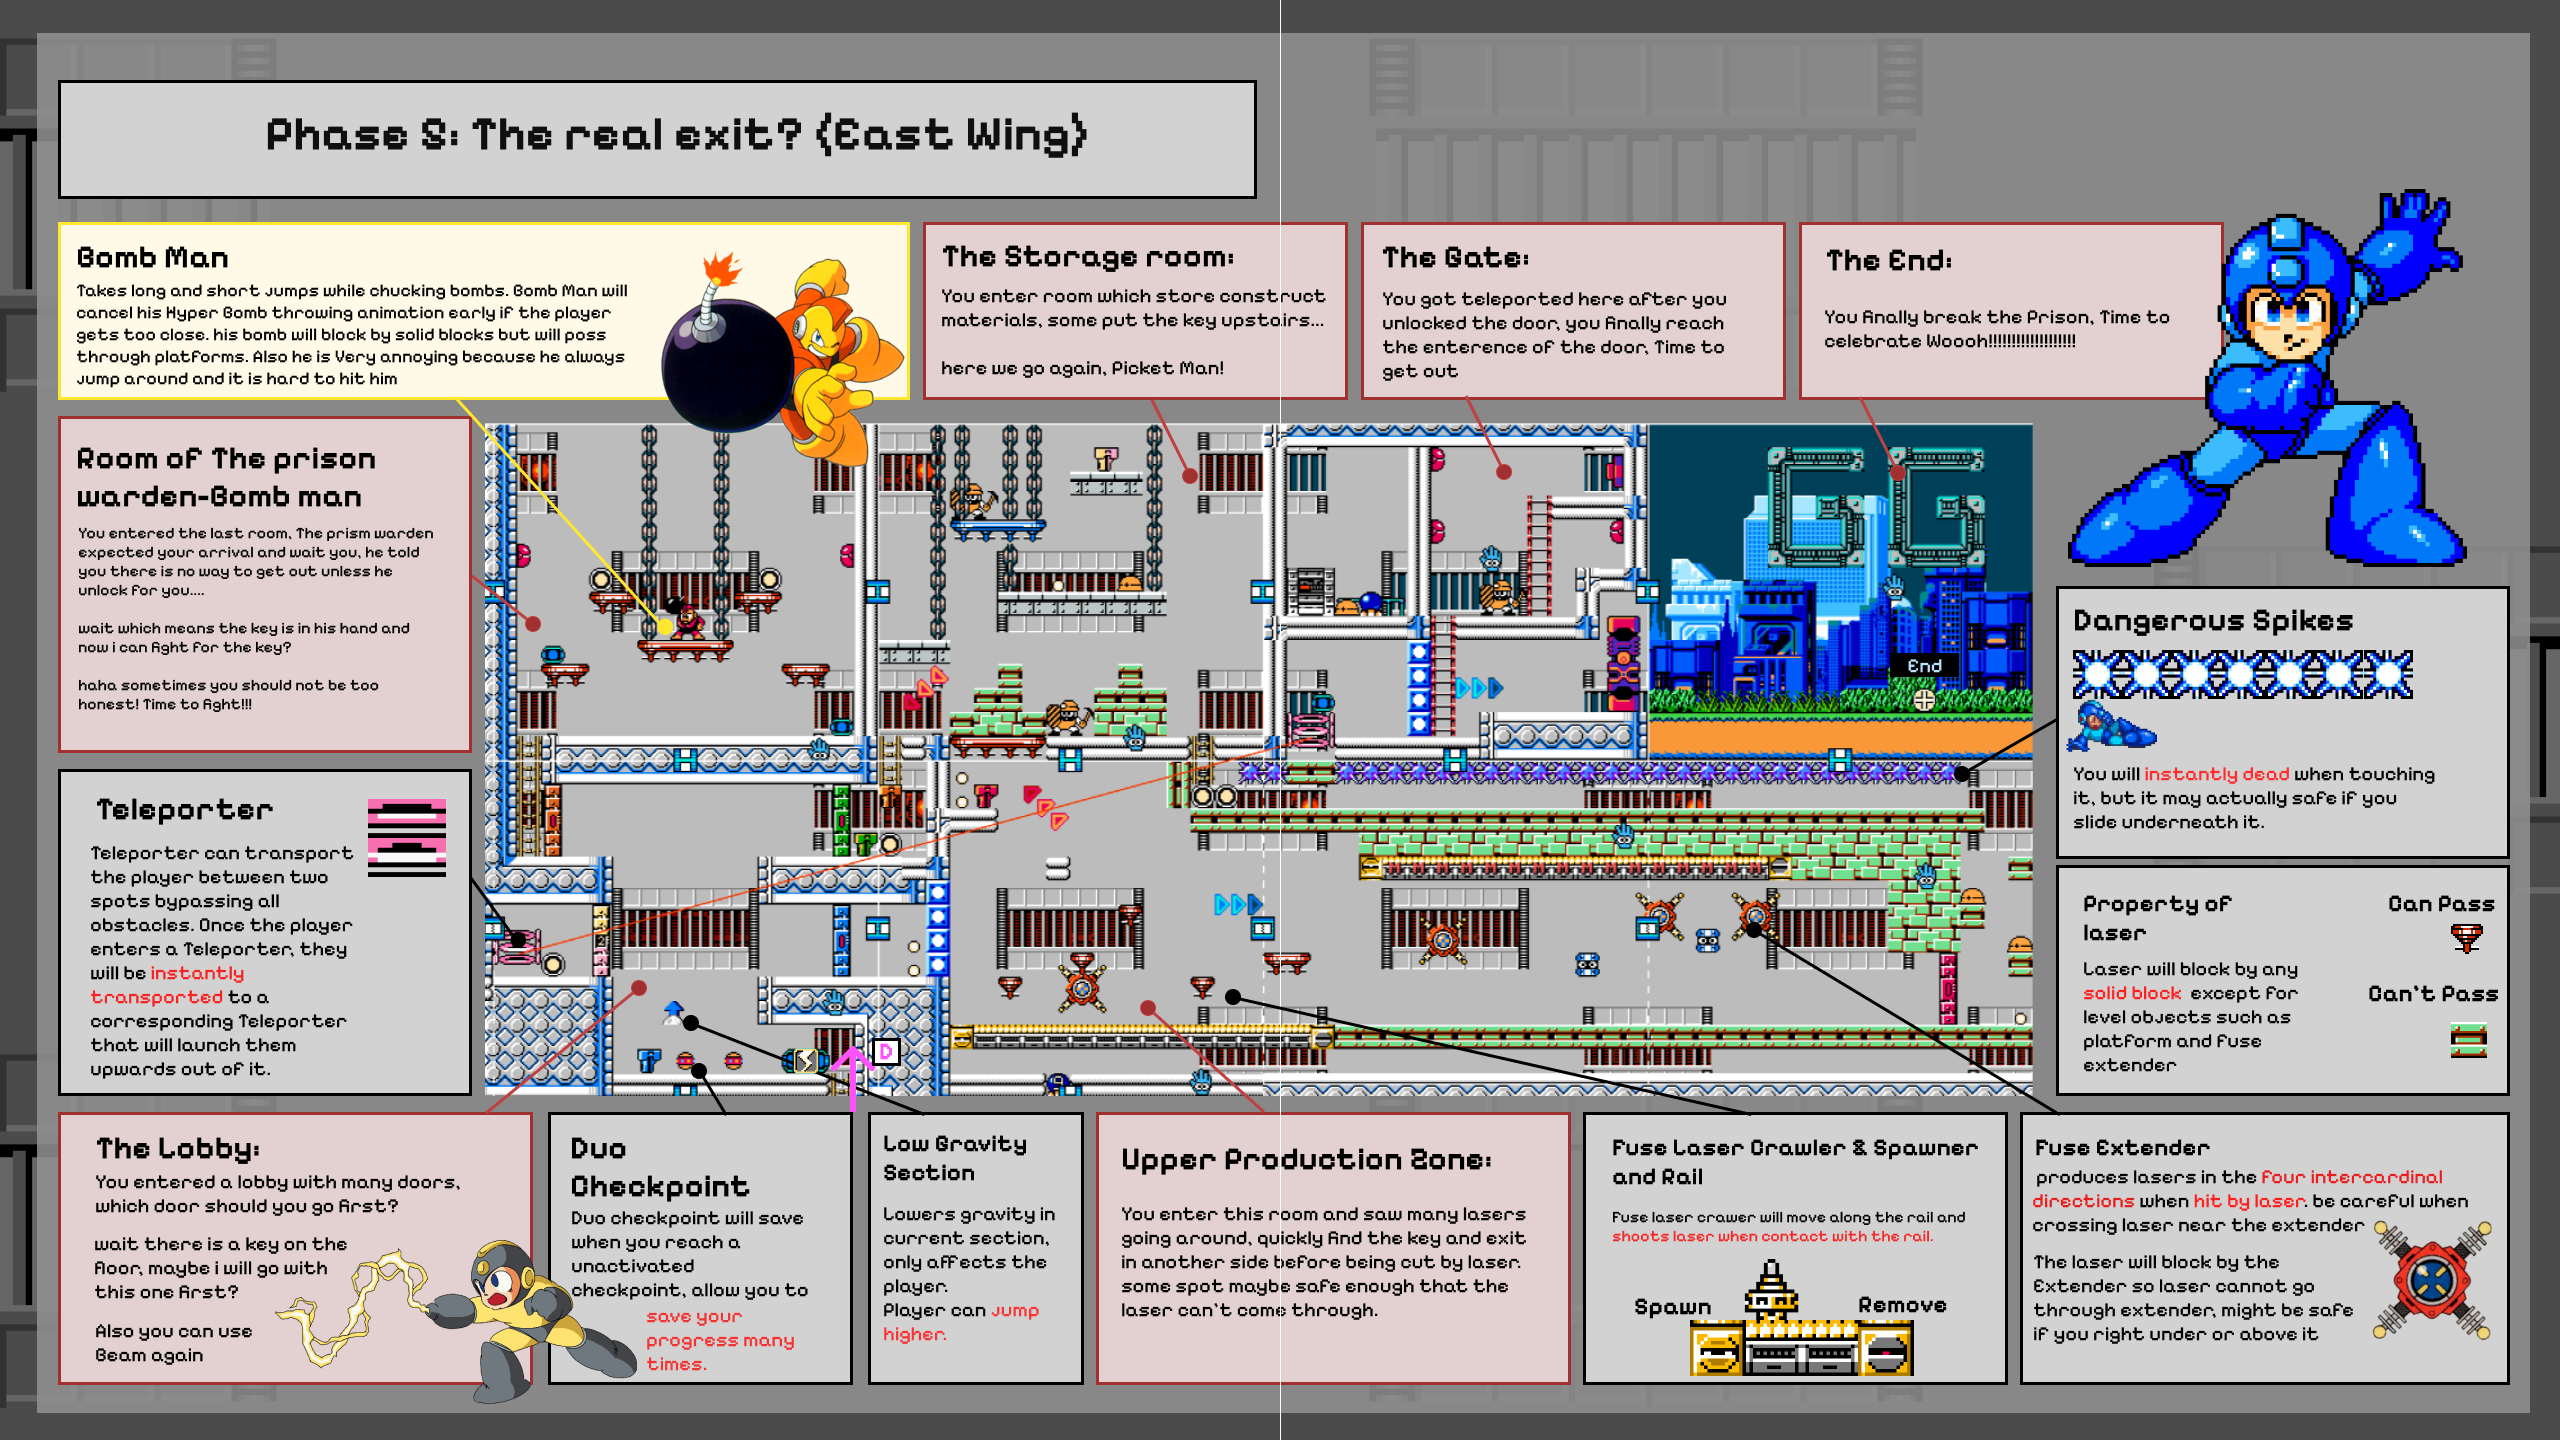 Phase S: The real exit? {East Wing}
Bomb Man
Takes long and short jumps while chucking bombs. Bomb Man will
cancel his Hyper Bomb throwing animation early if the player
gets too close. his bomb will block by solid blocks but will pass
through platforms. Also he is Very annoying because he always
jump around and it is hard to hit him
The Storage room:
You enter room which store construct
materials, some put the key upstairs...
here we go again, Picket Man!
The Gate:
You got teleported here after you
unlocked the door, you finally reach
the enterence of the door, Time to
get out
The End:
You finally break the Prison, Time to
celebrate Woooh!!!!!!!!!!!!!!!!!!!
Room of The prison
warden-Bomb man
You entered the last room, The prism warden
expected your arrival and wait you, he told
you there is no way to get out unless he
unlock for you....
wait which means the key is in his hand and
now i can fight for the key?
haha sometimes you should not be too
honest! Time to fight!!!
End
Dangerous Spikes
You will instantly dead when touching
it, but it may actually safe if you
slide underneath it.
Teleporter
Teleporter can transport
the player between two
spots bypassing all
obstacles. Once the player
enters a Teleporter, they
will be instantly
transported to a
corresponding Teleporter
that will launch them
upwards out of it.
Property of
laser
Can Pass
Laser will block by any
solid block except for
level objects such as
platform and fuse
extender
Can't Pass
D
The Lobby:
You entered a lobby with many doors,
which door should you go first?
wait there is a key on the
floor, maybe i will go with
this one first?
Also you can use
Beam again
Duo
Checkpoint
Duo checkpoint will save
when you reach a
unactivated
checkpoint, allow you to
save your
progress many
times.
Low Gravity
Section
Lowers gravity in
current section,
only affects the
player.
Player can jump
higher.
Upper Production Zone:
You enter this room and saw many lasers
going around, quickly find the key and exit
in another side before being cut by laser.
some spot maybe safe enough that the
laser can't come through.
Fuse Laser Crawler & Spawner
and Rail
Fuse laser crawer will move along the rail and
shoots laser when contact with the rail.
Spawn
Remove
Fuse Extender
produces lasers in the four intercardinal
directions when hit by laser. be careful when
crossing laser near the extender
The laser will block by the
Extender so laser cannot go
through extender, might be safe
if you right under or above it